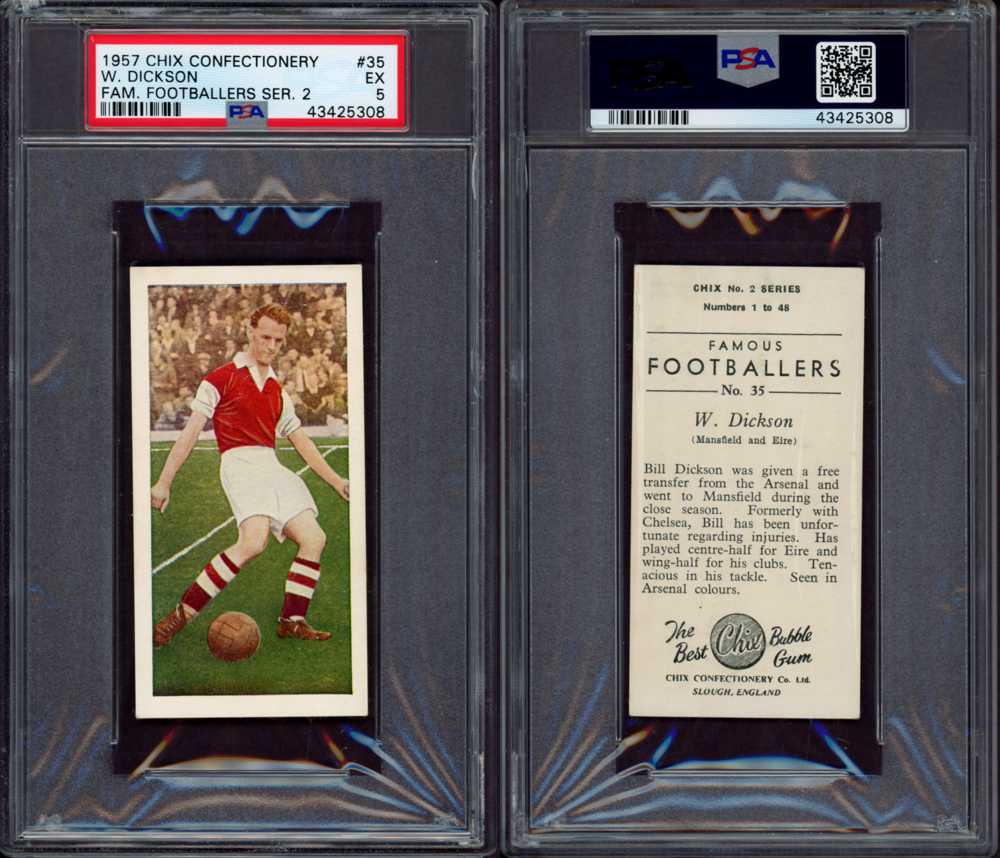 1957 CHIX CONFECTIONERY #35
W. DICKSON EX
FAM. FOOTBALLERS SER. 2 5
PSA 43425308
PSA
43425308
CHIX No. 2 SERIES
Numbers 1 to 48
FAMOUS
FOOTBALLERS
No. 35
W. Dickson
(Mansfield and Eire)
Bill Dickson was given a free
transfer from the Arsenal and
went to Mansfield during the
close season. Formerly with
Chelsea, Bill has been unfor-
tunate regarding injuries. Has
played centre-half for Eire and
wing-half for his clubs. Ten-
acious in his tackle. Seen in
Arsenal colours.
The Best Chix Bubble Gum
CHIX CONFECTIONERY Co. Ltd.
SLOUGH, ENGLAND